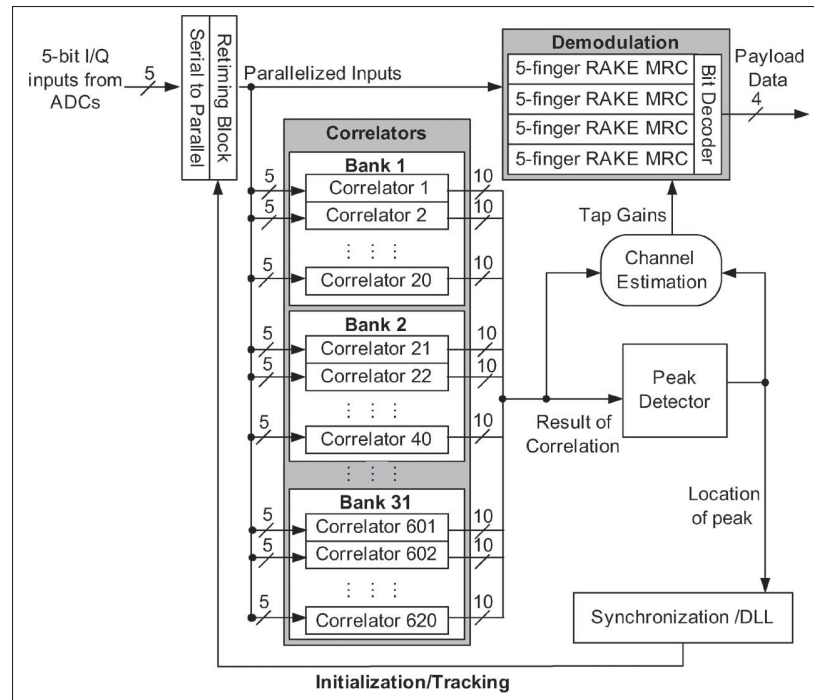 5-bit I/Q
inputs from
ADCs
5
Serial to Parallel
Retiming Block
Parallelized Inputs
Demodulation
5-finger RAKE MRC
5-finger RAKE MRC
5-finger RAKE MRC
5-finger RAKE MRC
Bit Decoder
Payload
Data
4
Correlators
Bank 1
5
Correlator 1
10
5
Correlator 2
10
5
Correlator 20
10
Bank 2
5
Correlator 21
10
5
Correlator 22
10
5
Correlator 40
10
Bank 31
5
Correlator 601
10
5
Correlator 602
10
5
Correlator 620
10
Tap Gains
Channel
Estimation
Peak
Detector
Result of
Correlation
Location
of peak
Synchronization /DLL
Initialization/Tracking